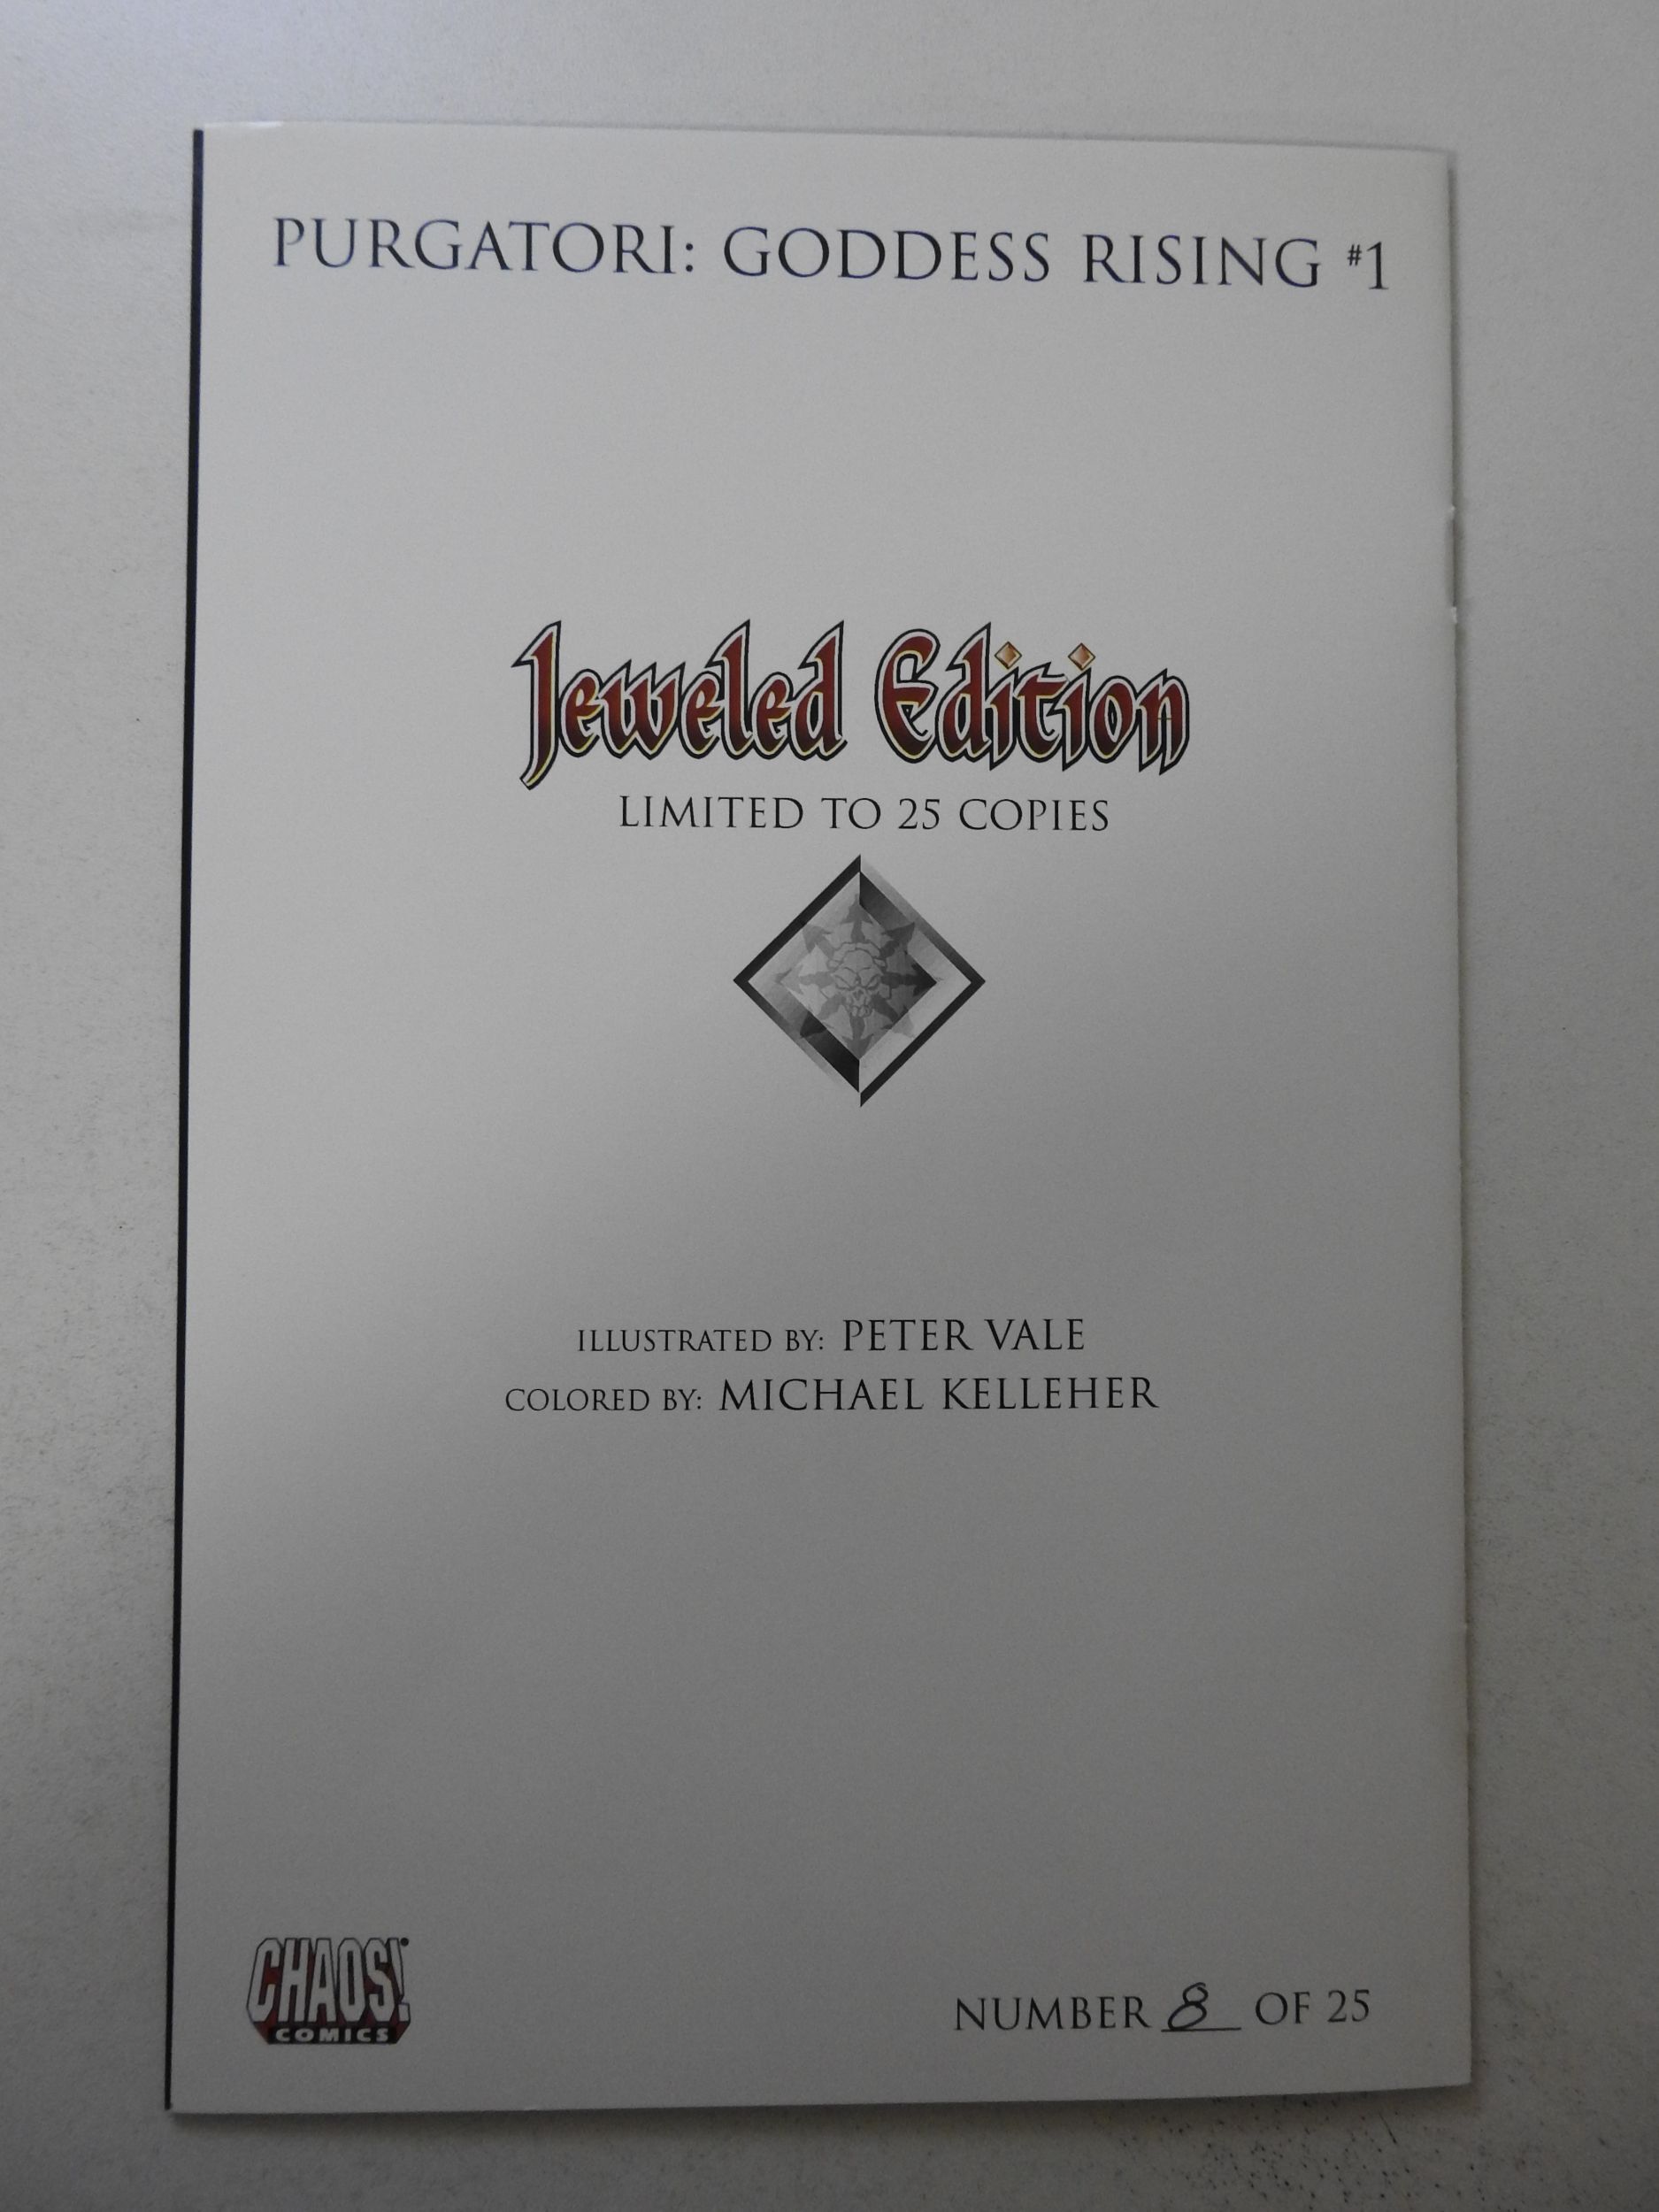 PURGATORI: GODDESS RISING #1
Jeweled Edition
LIMITED TO 25 COPIES
ILLUSTRATED BY: PETER VALE
COLORED BY: MICHAEL KELLEHER
CHAOS!
COMICS
NUMBER 8 OF 25